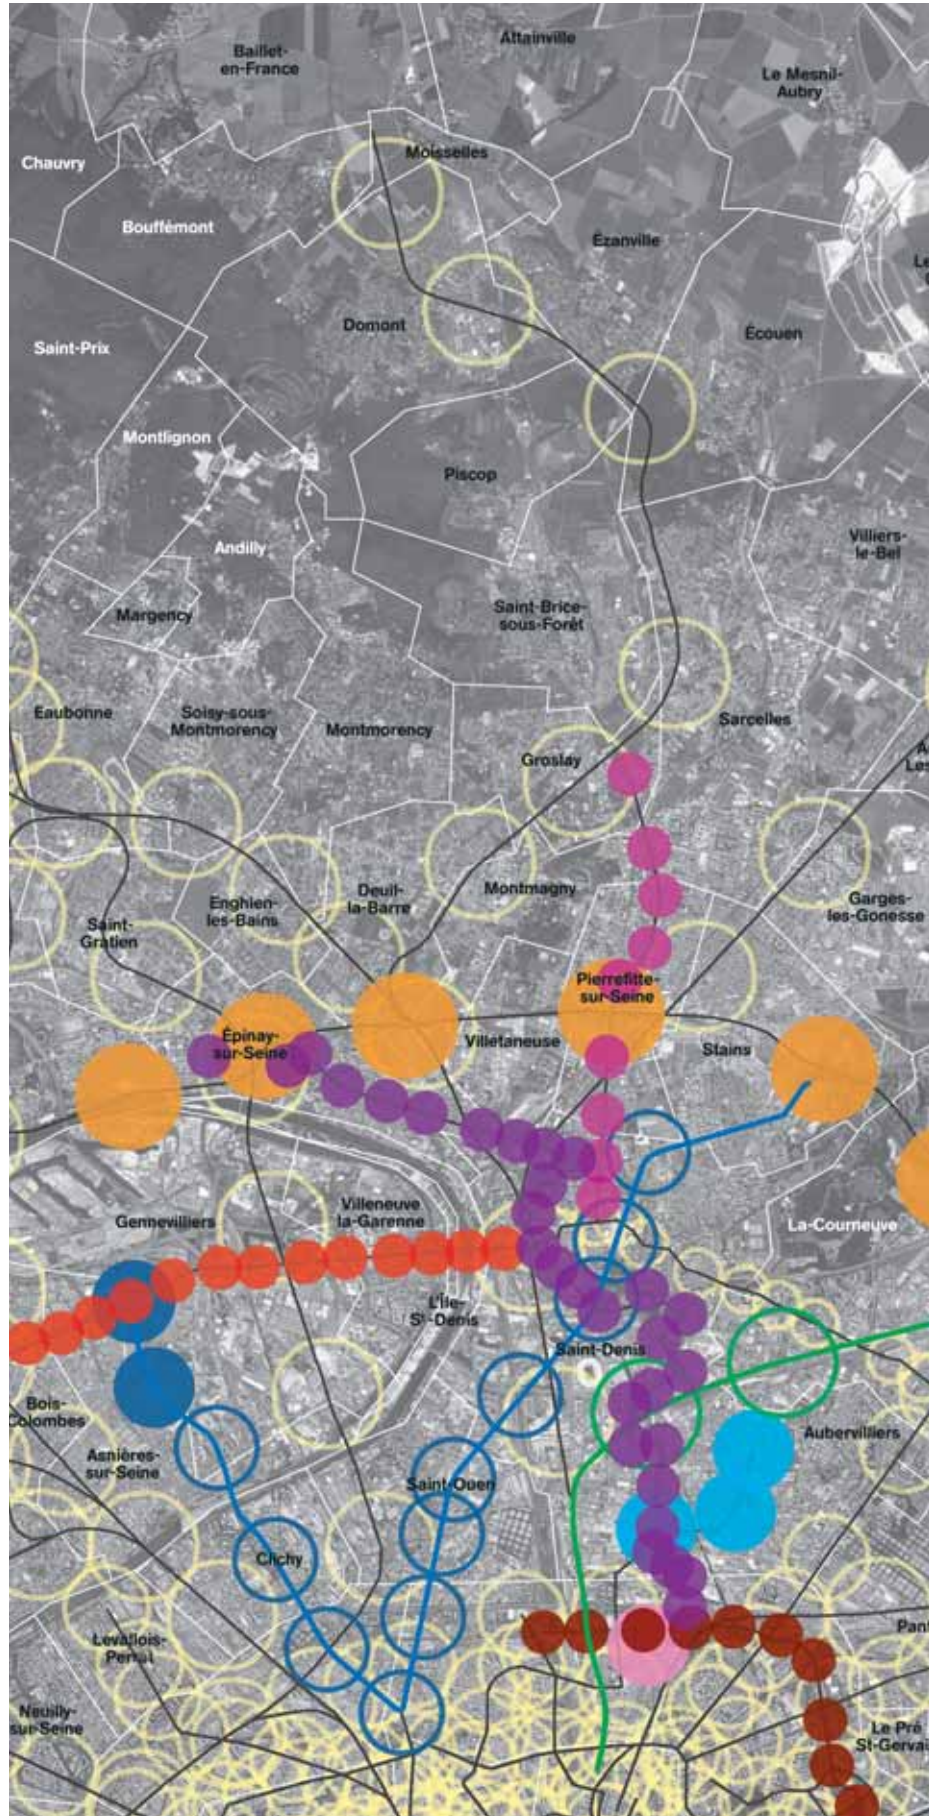 Attainville
Baillet-
en-France
Le Mesnil-
Aubry
Moisselles
Chauvry
Bouffémont
Ézanville
Le
Domont
Écouen
Saint-Prix
Montlignon
Piscop
Andilly
Villiers-
le-Bel
Margency
Saint-Brice-
sous-Forêt
Eaubonne
Soisy-sous-
Montmorency
Montmorency
Sarcelles
Groslay
Les
Enghien-
les-Bains
Deuil-
la-Barre
Montmagny
Garges-
les-Gonesse
Saint-
Gratien
Pierrefitte-
sur-Seine
Épinay-
sur-Seine
Villetaneuse
Stains
Gennevilliers
Villeneuve
la-Garenne
La-Courneuve
L'Île-
St-Denis
Saint-Denis
Bois-
Colombes
Asnières-
sur-Seine
Aubervilliers
Saint-Ouen
Clichy
Levallois-
Perret
Pant
Neuilly-
sur-Seine
Le Pré
St-Gervai